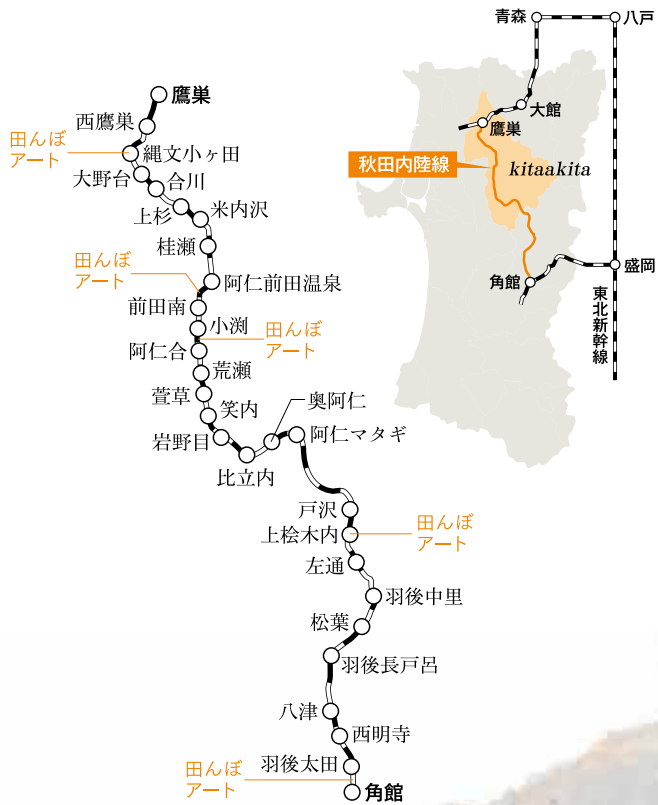 青森
八戸
大館
鷹巣
秋田内陸線
kitaakita
角館
盛岡
東北新幹線
鷹巣
西鷹巣
田んぼ
アート
縄文小ヶ田
大野台
合川
上杉
米内沢
桂瀬
田んぼ
アート
阿仁前田温泉
前田南
小渕
田んぼ
アート
阿仁合
荒瀬
萱草
笑内
岩野目
奥阿仁
阿仁マタギ
比立内
戸沢
田んぼ
アート
上桧木内
左通
羽後中里
松葉
羽後長戸呂
八津
西明寺
羽後太田
田んぼ
アート
角館